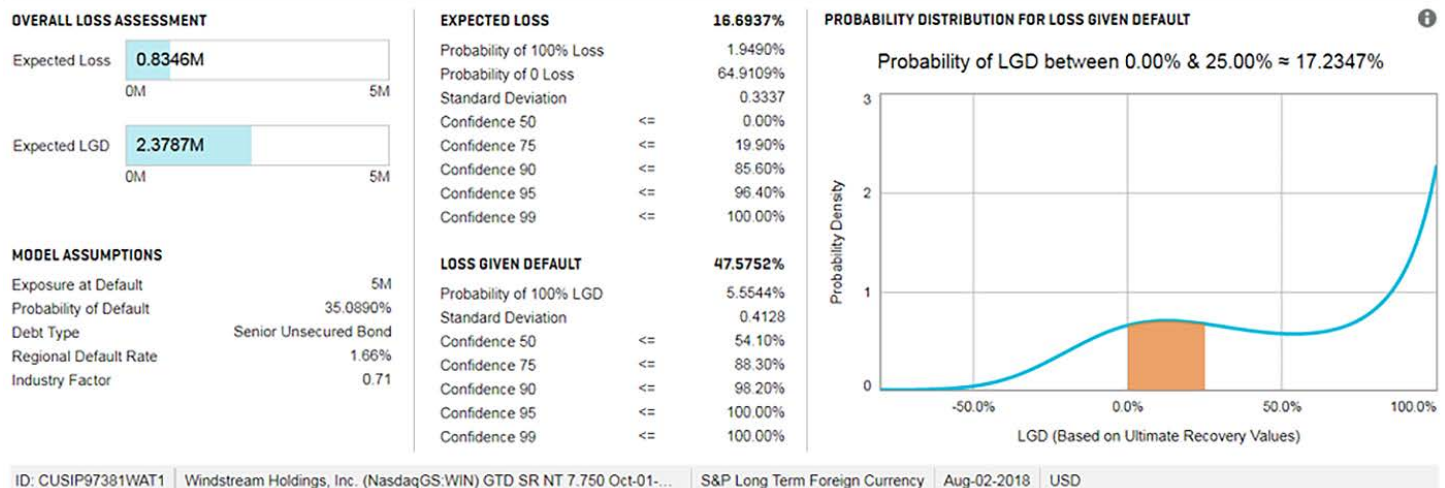 OVERALL LOSS ASSESSMENT
Expected Loss 0.8346M
0M 5M
Expected LGD 2.3787M
0M 5M
MODEL ASSUMPTIONS
Exposure at Default 5M
Probability of Default 35.0890%
Debt Type Senior Unsecured Bond
Regional Default Rate 1.66%
Industry Factor 0.71
EXPECTED LOSS 16.6937%
Probability of 100% Loss 1.9490%
Probability of 0 Loss 64.9109%
Standard Deviation 0.3337
Confidence 50 <= 0.00%
Confidence 75 <= 19.90%
Confidence 90 <= 85.60%
Confidence 95 <= 96.40%
Confidence 99 <= 100.00%
LOSS GIVEN DEFAULT 47.5752%
Probability of 100% LGD 5.5544%
Standard Deviation 0.4128
Confidence 50 <= 54.10%
Confidence 75 <= 88.30%
Confidence 90 <= 98.20%
Confidence 95 <= 100.00%
Confidence 99 <= 100.00%
PROBABILITY DISTRIBUTION FOR LOSS GIVEN DEFAULT i
Probability of LGD between 0.00% & 25.00% ≈ 17.2347%
Probability Density
3
2
1
0
-50.0% 0.0% 50.0% 100.0%
LGD (Based on Ultimate Recovery Values)
ID: CUSIP97381WAT1 Windstream Holdings, Inc. (NasdaqGS:WIN) GTD SR NT 7.750 Oct-01-... S&P Long Term Foreign Currency Aug-02-2018 USD